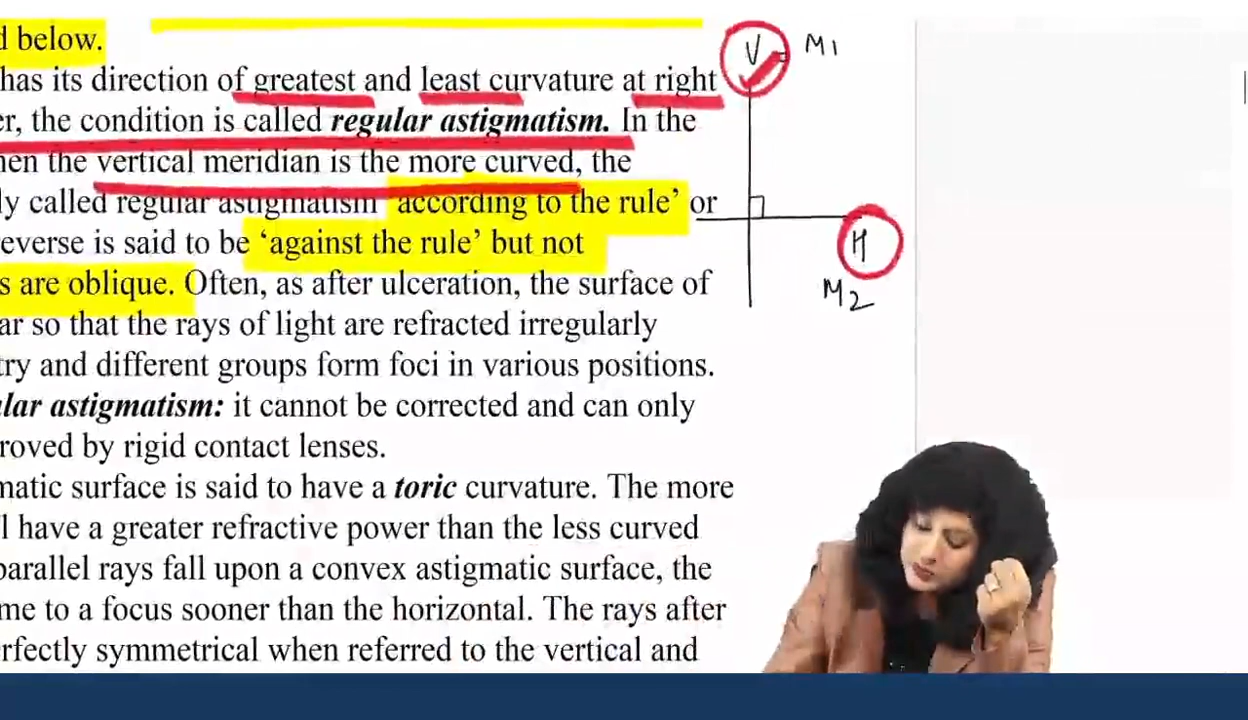 d below.
has its direction of greatest and least curvature at right
er, the condition is called regular astigmatism. In the
hen the vertical meridian is the more curved, the
ly called regular astigmatism 'according to the rule' or
everse is said to be 'against the rule' but not
s are oblique. Often, as after ulceration, the surface of
ar so that the rays of light are refracted irregularly
try and different groups form foci in various positions.
ular astigmatism: it cannot be corrected and can only
roved by rigid contact lenses.
matic surface is said to have a toric curvature. The more
l have a greater refractive power than the less curved
parallel rays fall upon a convex astigmatic surface, the
me to a focus sooner than the horizontal. The rays after
rfectly symmetrical when referred to the vertical and
V M1
H
M2